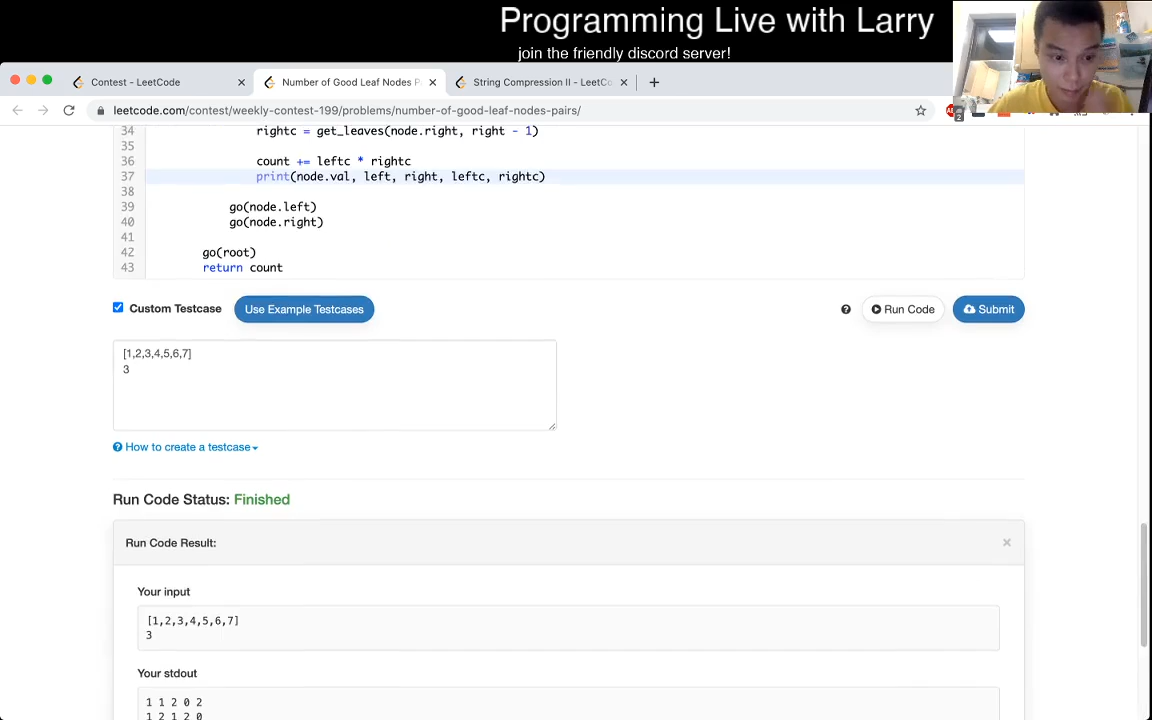 Programming Live with Larry
join the friendly discord server!
Contest - LeetCode
Number of Good Leaf Nodes P
String Compression II - LeetCo
leetcode.com/contest/weekly-contest-199/problems/number-of-good-leaf-nodes-pairs/
34 rightc = get_leaves(node.right, right - 1)
35
36 count += leftc * rightc
37 print(node.val, left, right, leftc, rightc)
38
39 go(node.left)
40 go(node.right)
41
42 go(root)
43 return count
Custom Testcase
Use Example Testcases
Run Code
Submit
[1,2,3,4,5,6,7]
3
How to create a testcase
Run Code Status: Finished
Run Code Result:
Your input
[1,2,3,4,5,6,7]
3
Your stdout
1 1 2 0 2
1 2 1 2 0